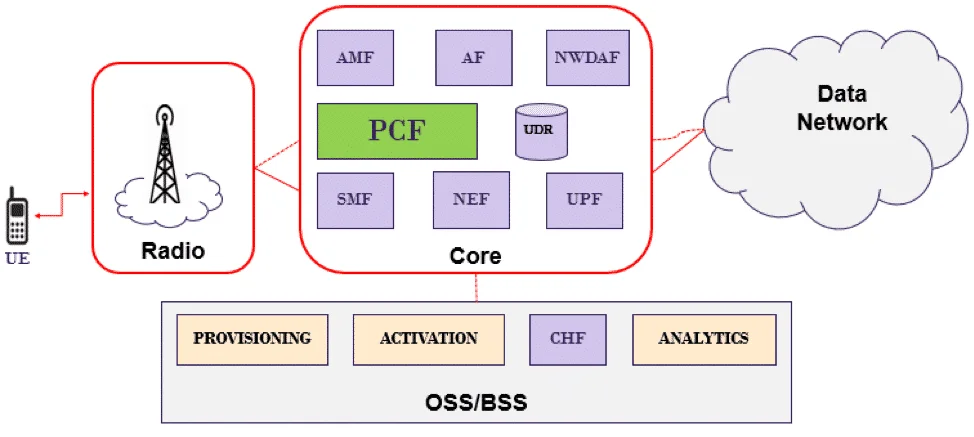 AMF
AF
NWDAF
Data
Network
PCF
UDR
SMF
NEF
UPF
Radio
Core
UE
PROVISIONING
ACTIVATION
CHF
ANALYTICS
OSS/BSS